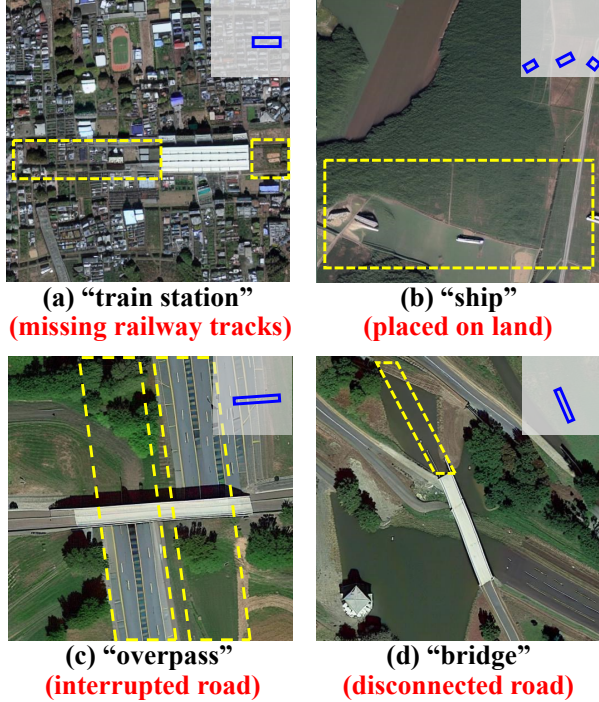 (a) “train station”
(missing railway tracks)
(b) “ship”
(placed on land)
(c) “overpass”
(interrupted road)
(d) “bridge”
(disconnected road)